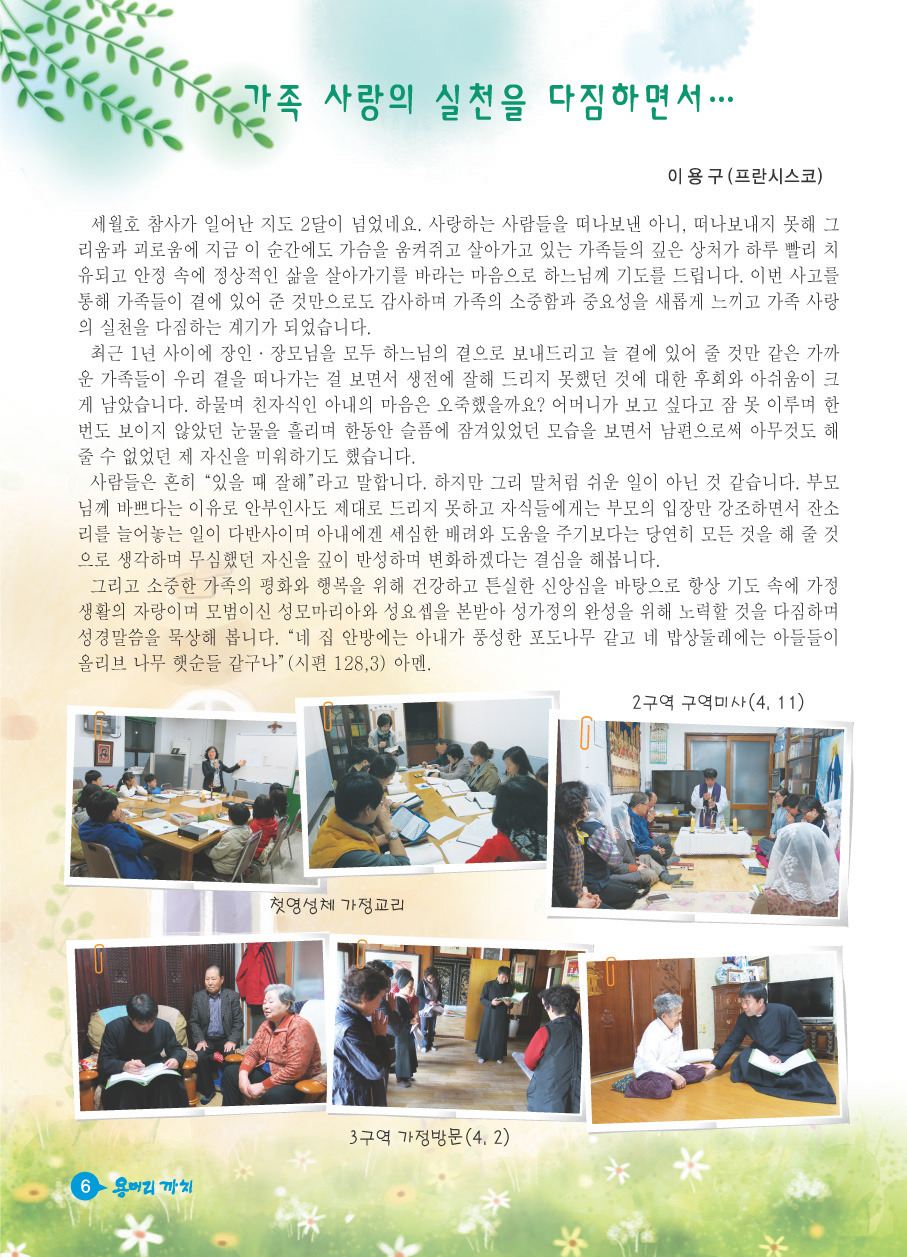 가족 사랑의 실천을 다짐하면서…
이 용 구 (프란시스코)
세월호 참사가 일어난 지도 2달이 넘었네요. 사랑하는 사람들을 떠나보낸 아니, 떠나보내지 못해 그
리움과 괴로움에 지금 이 순간에도 가슴을 움켜쥐고 살아가고 있는 가족들의 깊은 상처가 하루 빨리 치
유되고 안정 속에 정상적인 삶을 살아가기를 바라는 마음으로 하느님께 기도를 드립니다. 이번 사고를
통해 가족들이 곁에 있어 준 것만으로도 감사하며 가족의 소중함과 중요성을 새롭게 느끼고 가족 사랑
의 실천을 다짐하는 계기가 되었습니다.
최근 1년 사이에 장인 · 장모님을 모두 하느님의 곁으로 보내드리고 늘 곁에 있어 줄 것만 같은 가까
운 가족들이 우리 곁을 떠나가는 걸 보면서 생전에 잘해 드리지 못했던 것에 대한 후회와 아쉬움이 크
게 남았습니다. 하물며 친자식인 아내의 마음은 오죽했을까요? 어머니가 보고 싶다고 잠 못 이루며 한
번도 보이지 않았던 눈물을 흘리며 한동안 슬픔에 잠겨있었던 모습을 보면서 남편으로써 아무것도 해
줄 수 없었던 제 자신을 미워하기도 했습니다.
사람들은 흔히 “있을 때 잘해”라고 말합니다. 하지만 그리 말처럼 쉬운 일이 아닌 것 같습니다. 부모
님께 바쁘다는 이유로 안부인사도 제대로 드리지 못하고 자식들에게는 부모의 입장만 강조하면서 잔소
리를 늘어놓는 일이 다반사이며 아내에겐 세심한 배려와 도움을 주기보다는 당연히 모든 것을 해 줄 것
으로 생각하며 무심했던 자신을 깊이 반성하며 변화하겠다는 결심을 해봅니다.
그리고 소중한 가족의 평화와 행복을 위해 건강하고 튼실한 신앙심을 바탕으로 항상 기도 속에 가정
생활의 자랑이며 모범이신 성모마리아와 성요셉을 본받아 성가정의 완성을 위해 노력할 것을 다짐하며
성경말씀을 묵상해 봅니다. “네 집 안방에는 아내가 풍성한 포도나무 같고 네 밥상둘레에는 아들들이
올리브 나무 햇순들 같구나”(시편 128,3) 아멘.
2구역 구역미사(4, 11)
첫영성체 가정교리
3구역 가정방문(4, 2)
6 용머리 까치